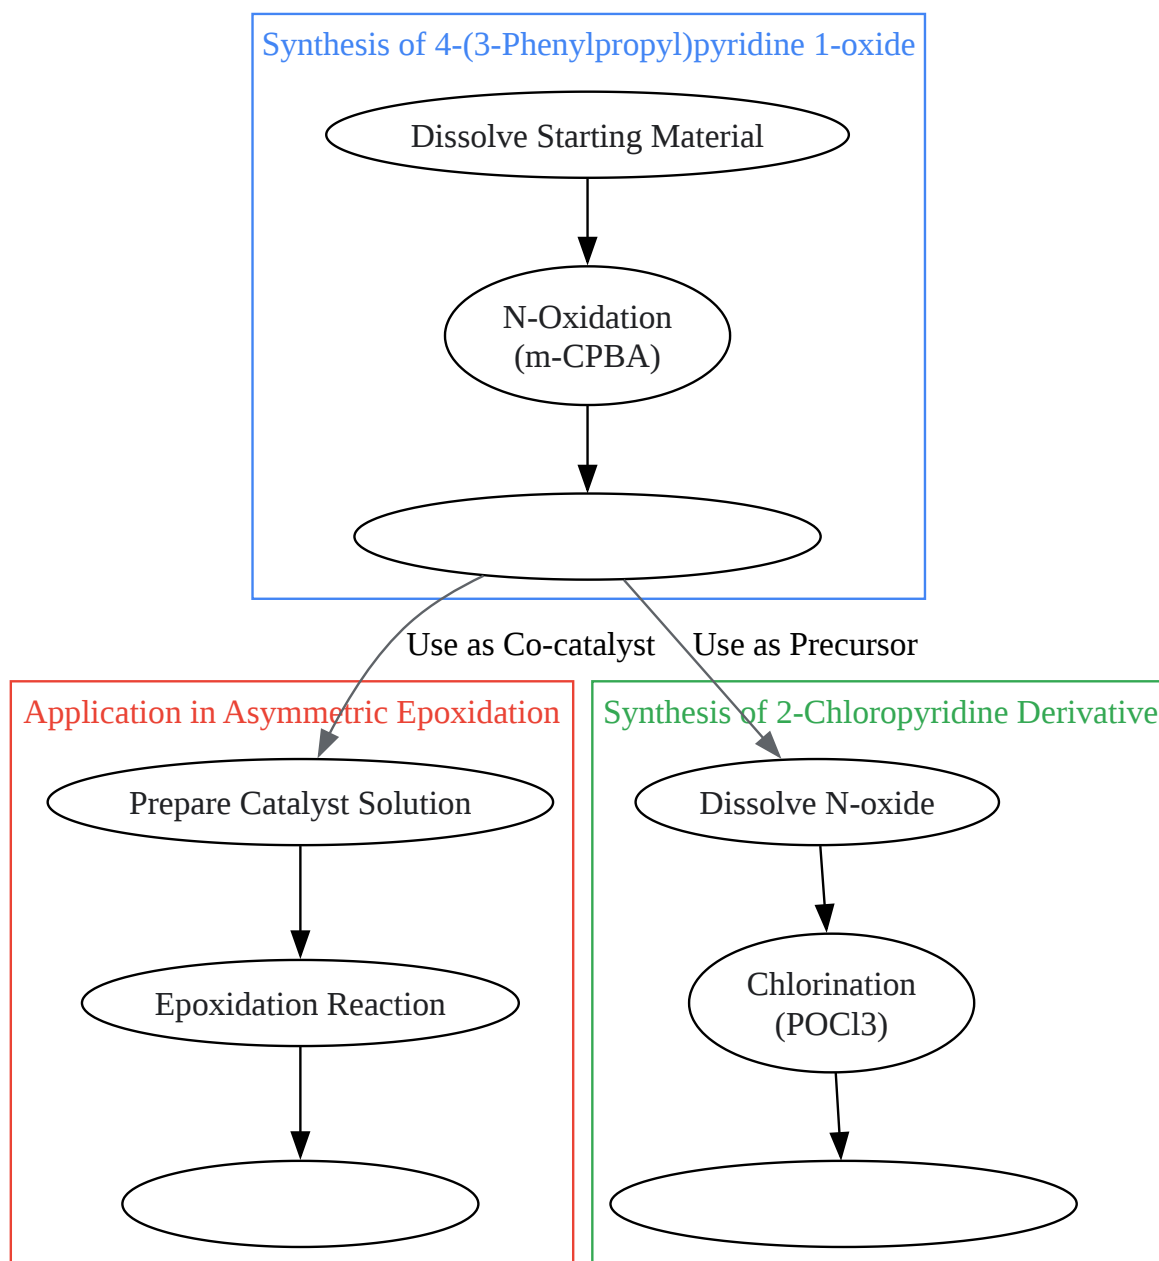 Synthesis of 4-(3-Phenylpropyl)pyridine 1-oxide
Dissolve Starting Material
N-Oxidation
(m-CPBA)
Use as Co-catalyst
Use as Precursor
Application in Asymmetric Epoxidation
Prepare Catalyst Solution
Epoxidation Reaction
Synthesis of 2-Chloropyridine Derivative
Dissolve N-oxide
Chlorination
(POCl3)